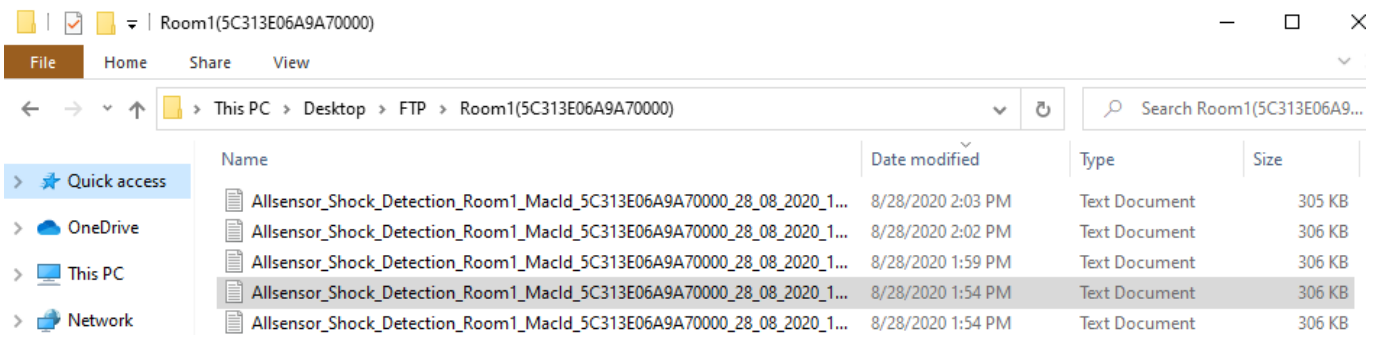 Room1(5C313E06A9A70000)
File Home Share View
This PC > Desktop > FTP > Room1(5C313E06A9A70000) Search Room1(5C313E06A9...
Name Date modified Type Size
Quick access
OneDrive
This PC
Network
Allsensor_Shock_Detection_Room1_MacId_5C313E06A9A70000_28_08_2020_1... 8/28/2020 2:03 PM Text Document 305 KB
Allsensor_Shock_Detection_Room1_MacId_5C313E06A9A70000_28_08_2020_1... 8/28/2020 2:02 PM Text Document 306 KB
Allsensor_Shock_Detection_Room1_MacId_5C313E06A9A70000_28_08_2020_1... 8/28/2020 1:59 PM Text Document 306 KB
Allsensor_Shock_Detection_Room1_MacId_5C313E06A9A70000_28_08_2020_1... 8/28/2020 1:54 PM Text Document 306 KB
Allsensor_Shock_Detection_Room1_MacId_5C313E06A9A70000_28_08_2020_1... 8/28/2020 1:54 PM Text Document 306 KB